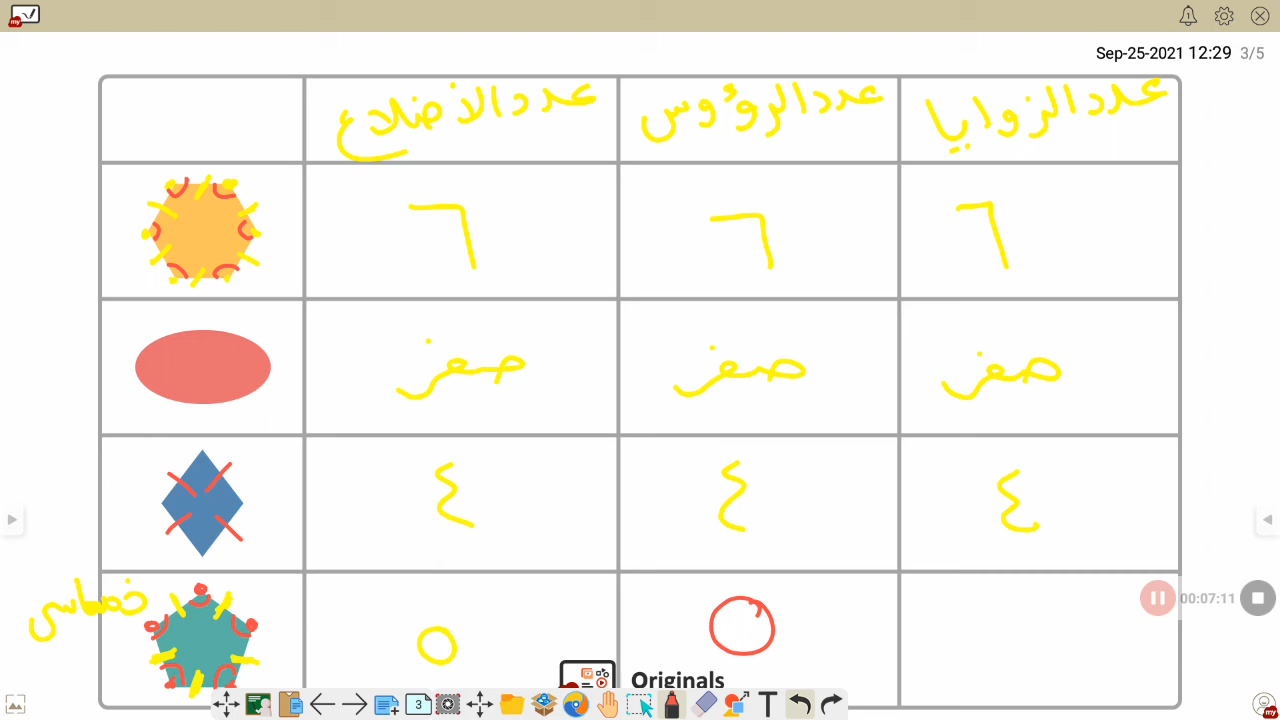 Sep-25-2021 12:29 3/5
عدد الزوايا عدد الرؤوس عدد الأضلاع
٦ ٦ ٦
صفر صفر صفر
٤ ٤ ٤
00:07:11
خماسي
٥ ٥
Originals
3 T